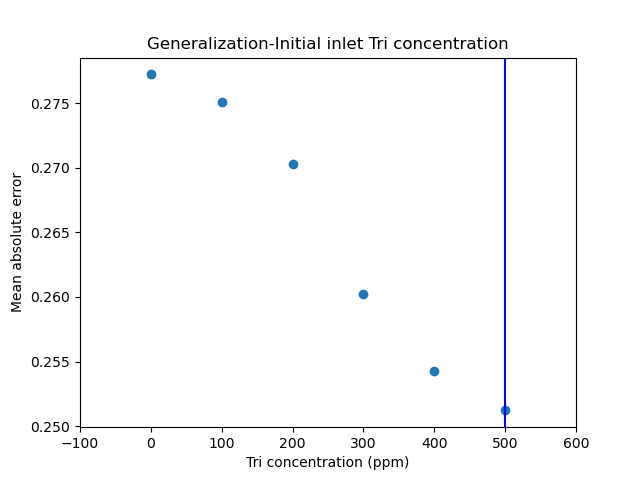 Generalization-Initial inlet Tri concentration
Mean absolute error
0.275
0.270
0.265
0.260
0.255
0.250
−100 0 100 200 300 400 500 600
Tri concentration (ppm)